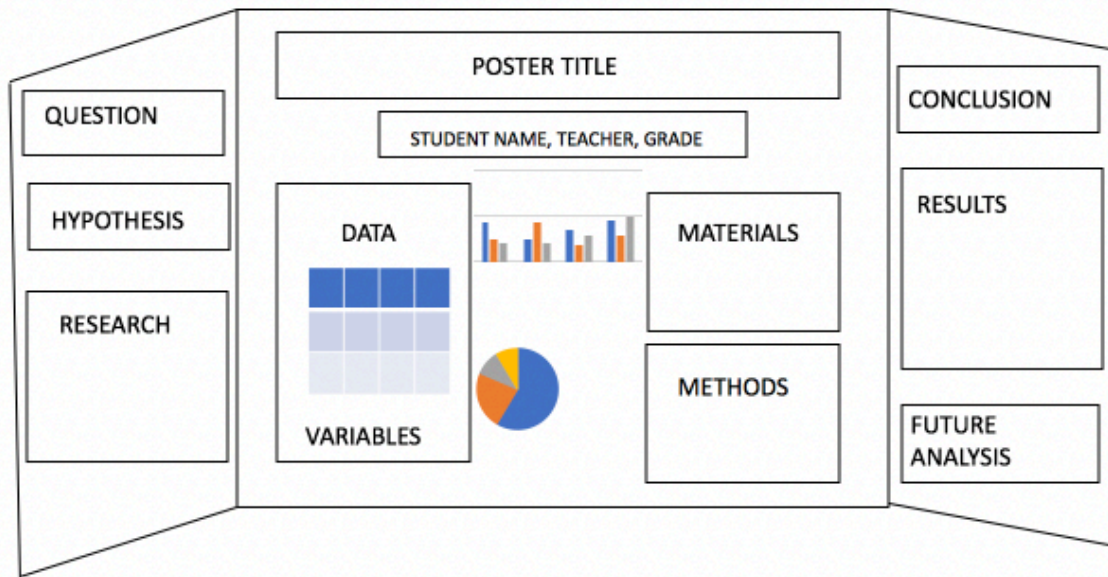 POSTER TITLE
STUDENT NAME, TEACHER, GRADE
QUESTION
HYPOTHESIS
RESEARCH
DATA
VARIABLES
MATERIALS
METHODS
CONCLUSION
RESULTS
FUTURE
ANALYSIS